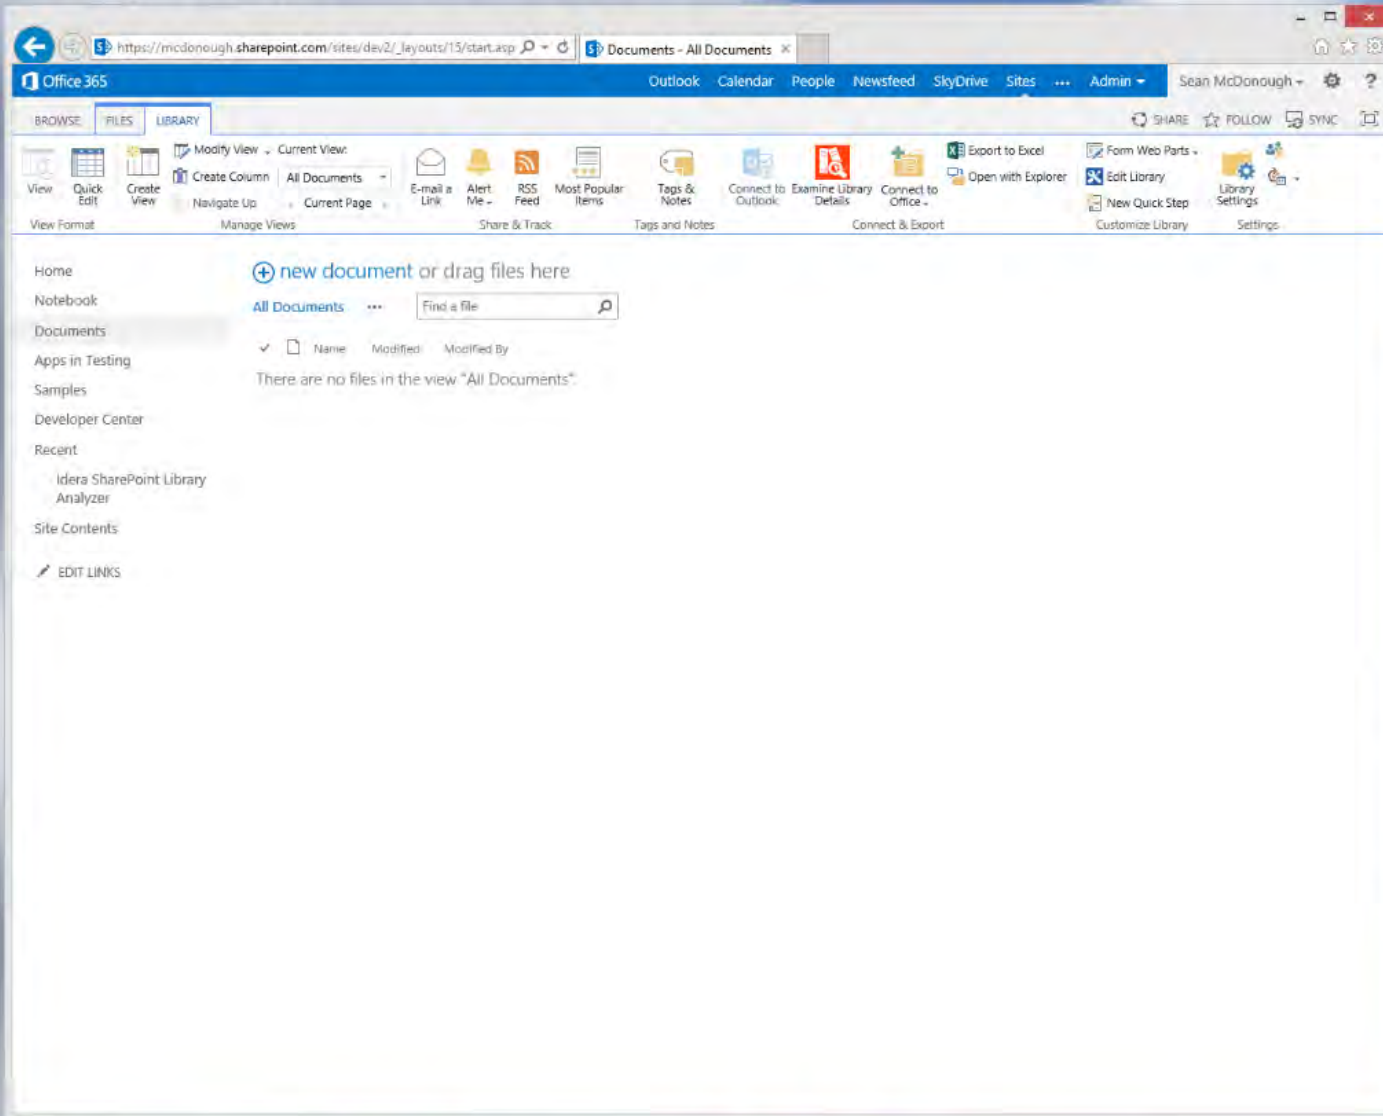 https://mcdonough.sharepoint.com/sites/dev2/_layouts/15/start.asp
Documents - All Documents
Office 365
Outlook Calendar People Newsfeed SkyDrive Sites ••• Admin
Sean McDonough
?
BROWSE FILES LIBRARY
SHARE FOLLOW SYNC
View
Quick Edit
Create View
Modify View
Create Column
Navigate Up
Current View:
All Documents
Current Page
E-mail a Link
Alert Me
RSS Feed
Most Popular Items
Tags & Notes
Connect to Outlook
Examine Library Details
Connect to Office
Export to Excel
Open with Explorer
Form Web Parts
Edit Library
New Quick Step
Library Settings
View Format
Manage Views
Share & Track
Tags and Notes
Connect & Export
Customize Library
Settings
Home
Notebook
Documents
Apps in Testing
Samples
Developer Center
Recent
Idera SharePoint Library
Analyzer
Site Contents
EDIT LINKS
new document or drag files here
All Documents ••• Find a file
Name Modified Modified By
There are no files in the view "All Documents".